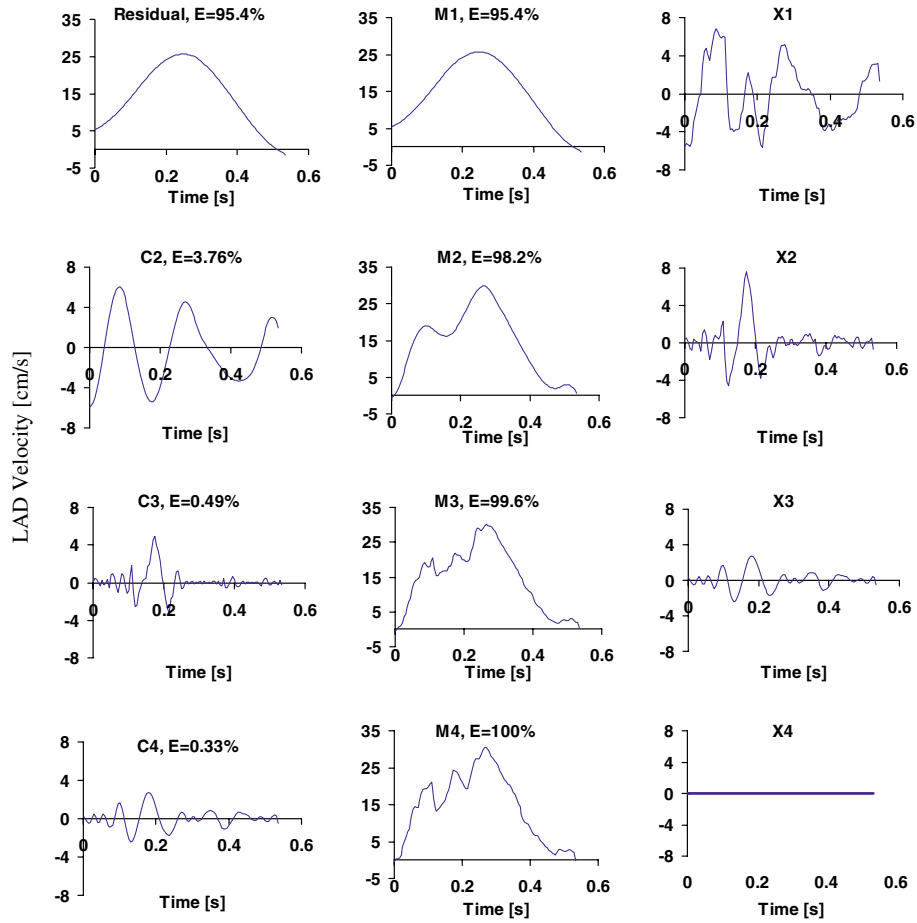 LAD Velocity [cm/s]
Residual, E=95.4%
35
25
15
5
-5
0 0.2 0.4 0.6
Time [s]
M1, E=95.4%
35
25
15
5
-5
0 0.2 0.4 0.6
Time [s]
X1
8
4
0
-4
-8
0 0.2 0.4 0.6
Time [s]
C2, E=3.76%
8
4
0
-4
-8
0 0.2 0.4 0.6
Time [s]
M2, E=98.2%
35
25
15
5
-5
0 0.2 0.4 0.6
Time [s]
X2
8
4
0
-4
-8
0 0.2 0.4 0.6
Time [s]
C3, E=0.49%
8
4
0
-4
-8
0 0.2 0.4 0.6
Time [s]
M3, E=99.6%
35
25
15
5
-5
0 0.2 0.4 0.6
Time [s]
X3
8
4
0
-4
-8
0 0.2 0.4 0.6
Time [s]
C4, E=0.33%
8
4
0
-4
-8
0 0.2 0.4 0.6
Time [s]
M4, E=100%
35
25
15
5
-5
0 0.2 0.4 0.6
Time [s]
X4
8
4
0
-4
-8
0 0.2 0.4 0.6
Time [s]